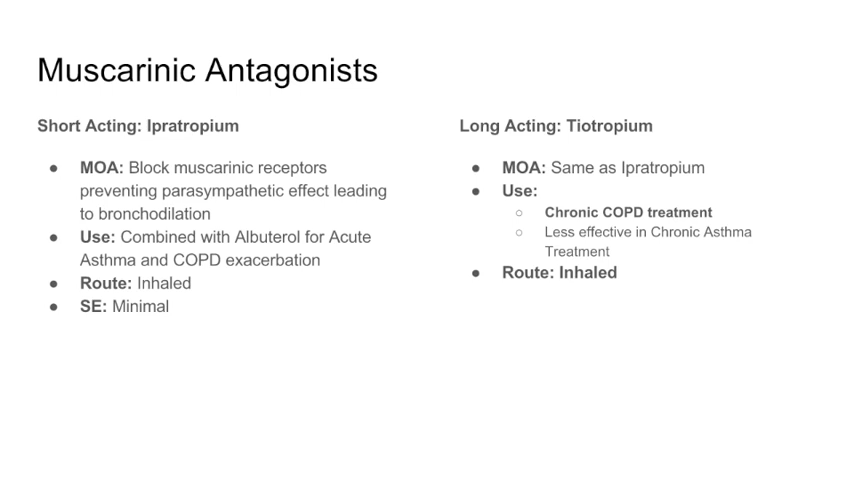 Muscarinic Antagonists
Short Acting: Ipratropium
● MOA: Block muscarinic receptors
preventing parasympathetic effect leading
to bronchodilation
● Use: Combined with Albuterol for Acute
Asthma and COPD exacerbation
● Route: Inhaled
● SE: Minimal
Long Acting: Tiotropium
● MOA: Same as Ipratropium
● Use:
○ Chronic COPD treatment
○ Less effective in Chronic Asthma
Treatment
● Route: Inhaled